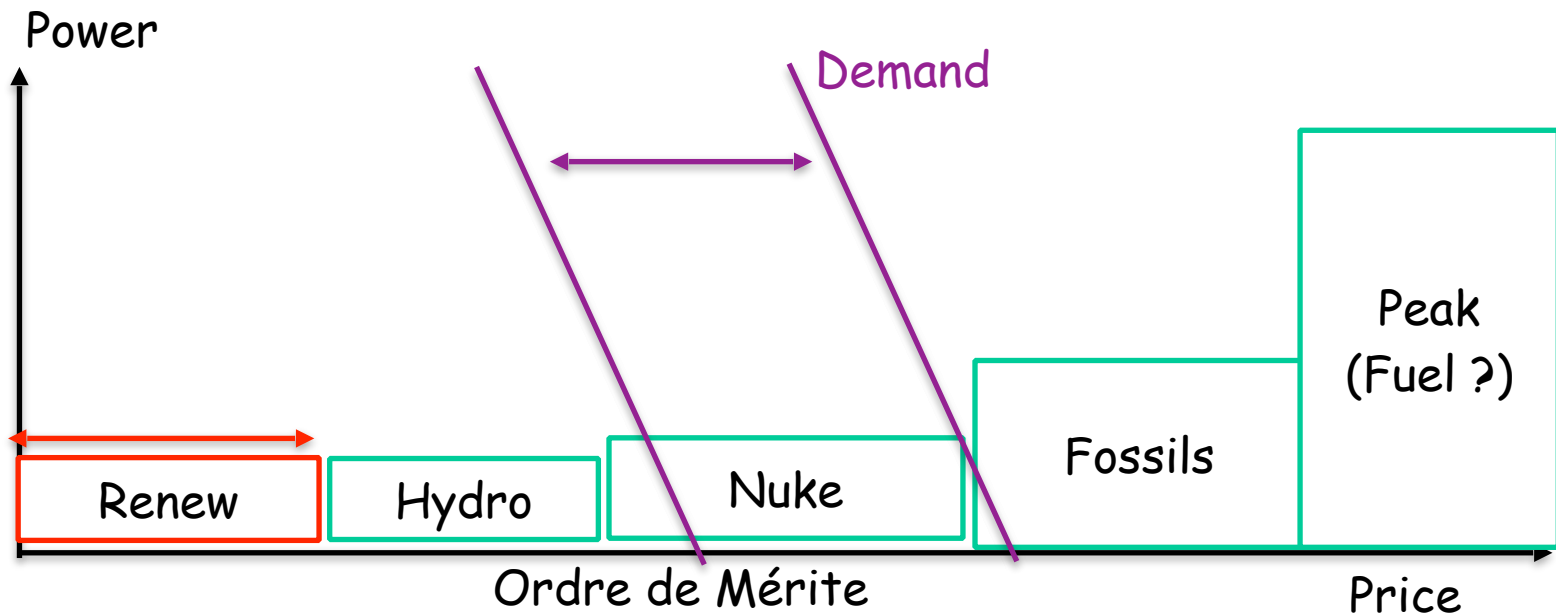 Power
Demand
Peak
(Fuel ?)
Fossils
Renew
Hydro
Nuke
Ordre de Mérite
Price